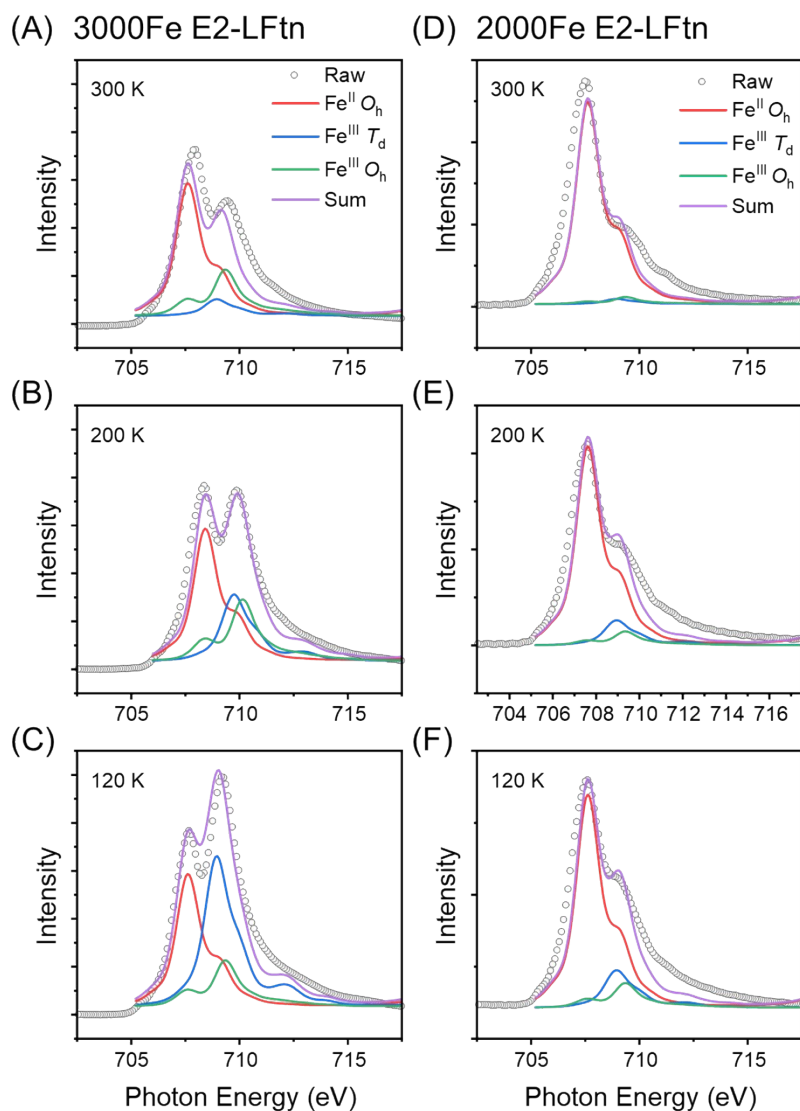 (A) 3000Fe E2-LFtn
300 K
Raw
Fe^II O_h
Fe^III T_d
Fe^III O_h
Sum
Intensity
705 710 715
(B)
200 K
Intensity
705 710 715
(C)
120 K
Intensity
705 710 715
Photon Energy (eV)
(D) 2000Fe E2-LFtn
300 K
Raw
Fe^II O_h
Fe^III T_d
Fe^III O_h
Sum
Intensity
705 710 715
(E)
200 K
Intensity
704 706 708 710 712 714 716
(F)
120 K
Intensity
705 710 715
Photon Energy (eV)